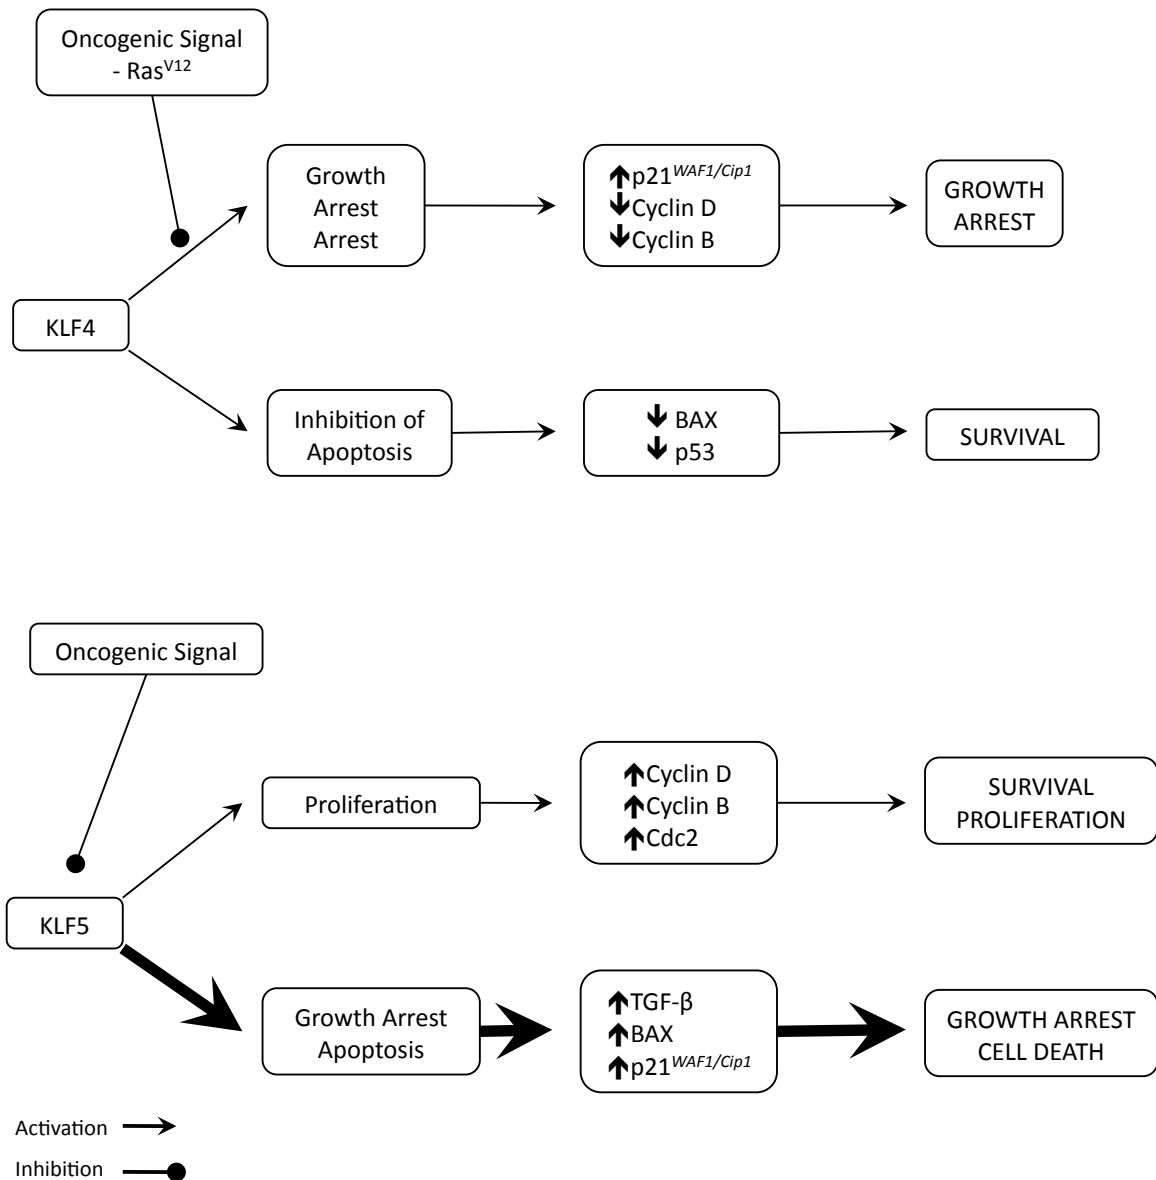 Oncogenic Signal
- Ras^V12
Growth
Arrest
Arrest
↑p21^WAF1/Cip1
↓Cyclin D
↓Cyclin B
GROWTH
ARREST
KLF4
Inhibition of
Apoptosis
↓ BAX
↓ p53
SURVIVAL
Oncogenic Signal
Proliferation
↑Cyclin D
↑Cyclin B
↑Cdc2
SURVIVAL
PROLIFERATION
KLF5
Growth Arrest
Apoptosis
↑TGF-β
↑BAX
↑p21^WAF1/Cip1
GROWTH ARREST
CELL DEATH
Activation
Inhibition